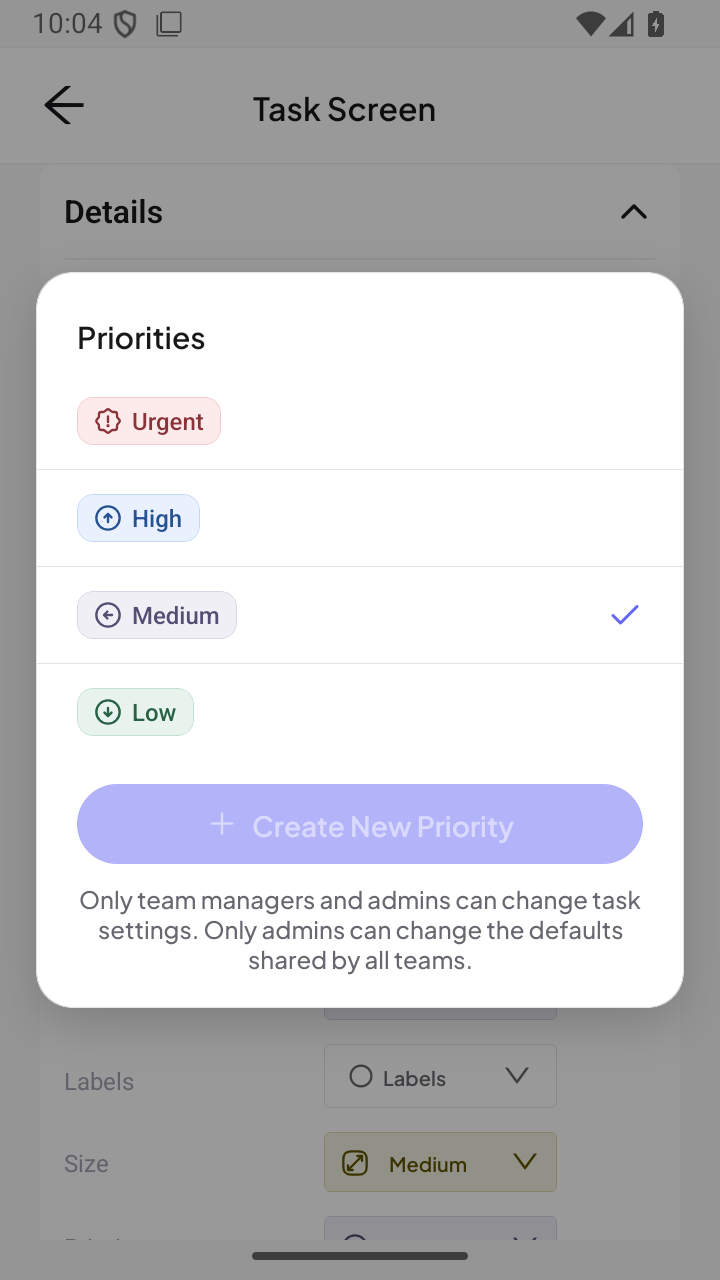 10:04
Task Screen
Details
Priorities
Urgent
High
Medium
Low
Create New Priority
Only team managers and admins can change task
settings. Only admins can change the defaults
shared by all teams.
Labels
Labels
Size
Medium